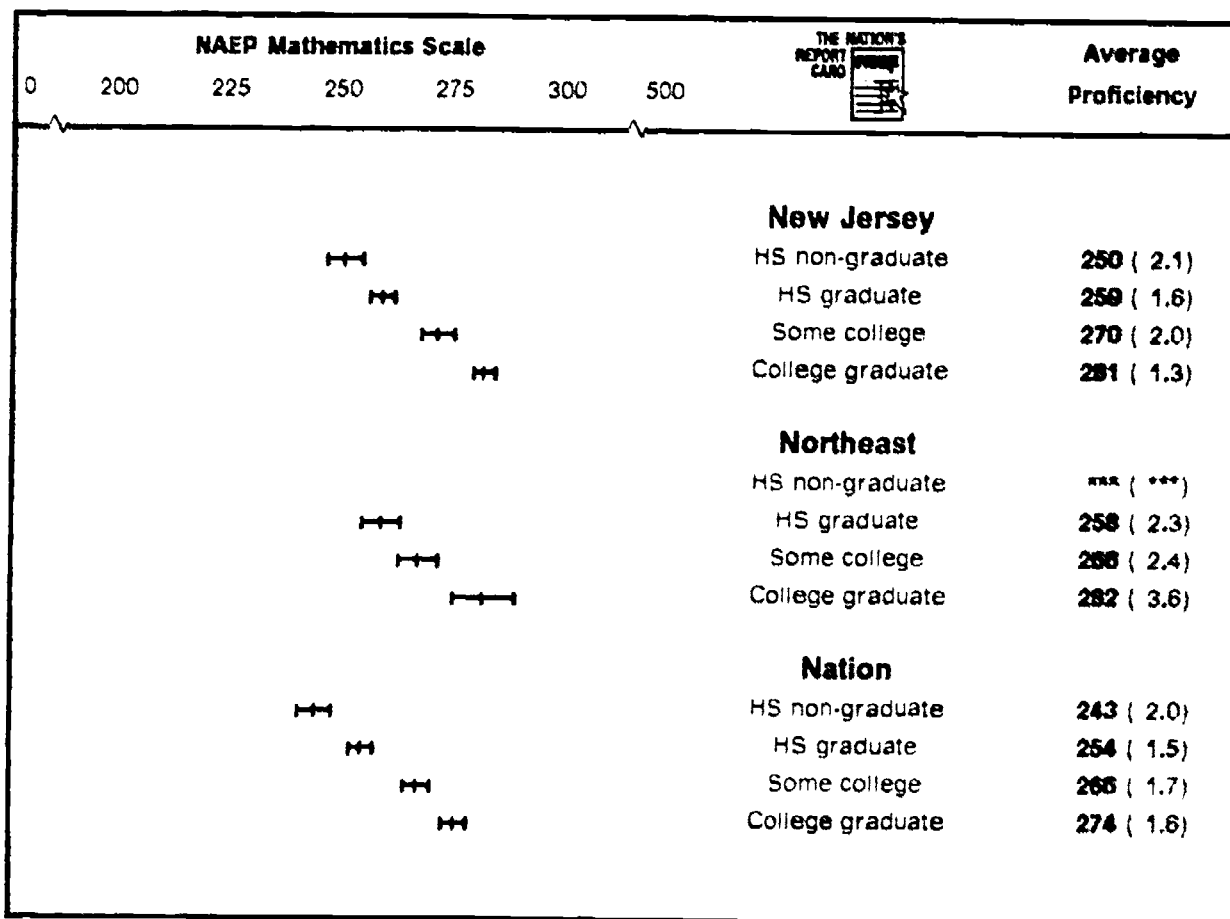 NAEP Mathematics Scale
0 200 225 250 275 300 500
THE NATION'S
REPORT
CARD
Average
Proficiency
New Jersey
HS non-graduate 250 ( 2.1)
HS graduate 259 ( 1.6)
Some college 270 ( 2.0)
College graduate 281 ( 1.3)
Northeast
HS non-graduate *** ( ***)
HS graduate 258 ( 2.3)
Some college 266 ( 2.4)
College graduate 282 ( 3.6)
Nation
HS non-graduate 243 ( 2.0)
HS graduate 254 ( 1.5)
Some college 266 ( 1.7)
College graduate 274 ( 1.6)